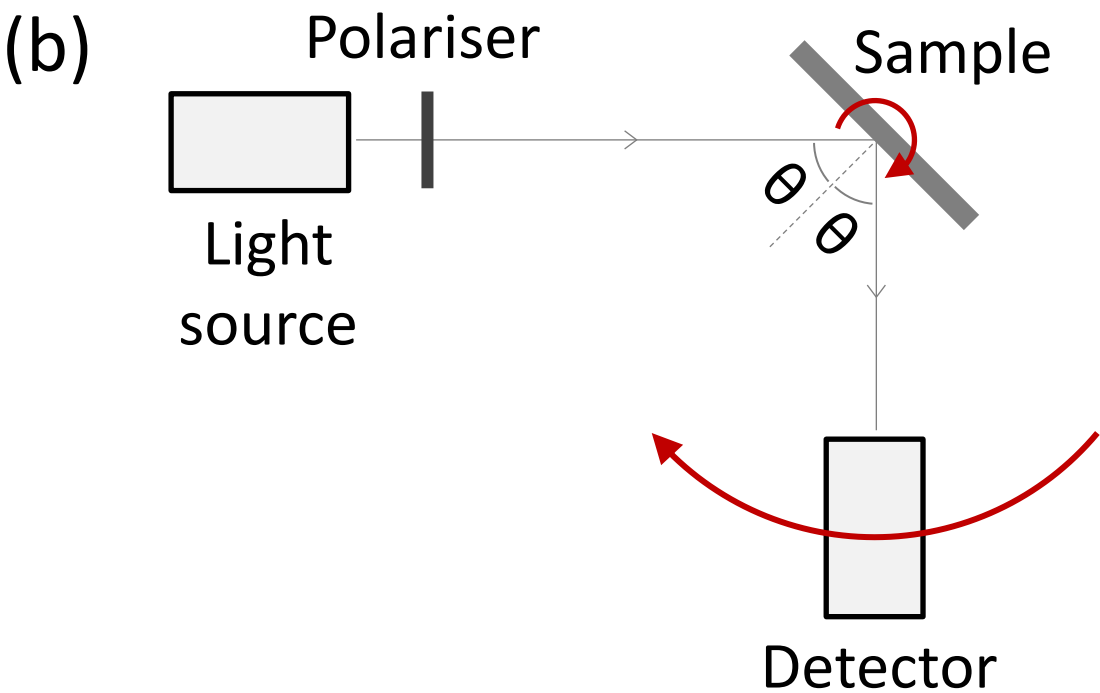 (b)
Polariser
Sample
Light
source
θ
θ
Detector